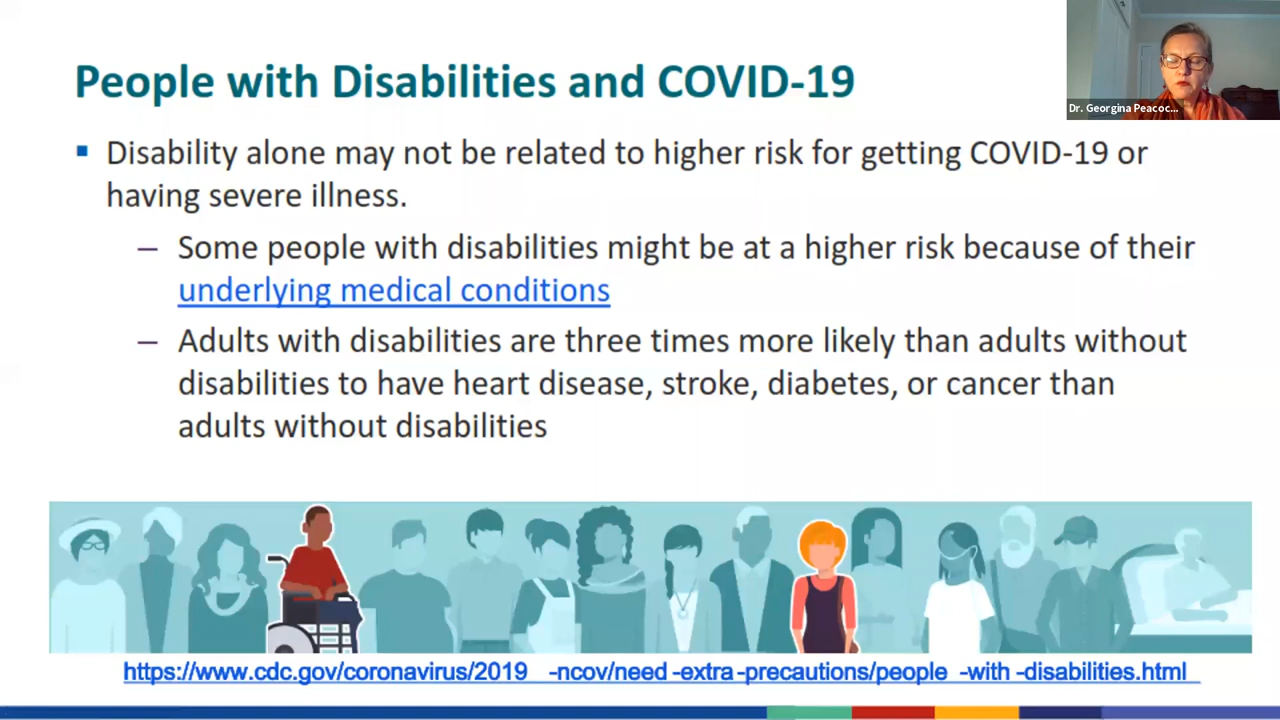 People with Disabilities and COVID-19
Dr. Georgina Peacoc...
Disability alone may not be related to higher risk for getting COVID-19 or
having severe illness.
– Some people with disabilities might be at a higher risk because of their
underlying medical conditions
– Adults with disabilities are three times more likely than adults without
disabilities to have heart disease, stroke, diabetes, or cancer than
adults without disabilities
https://www.cdc.gov/coronavirus/2019 -ncov/need -extra -precautions/people -with -disabilities.html